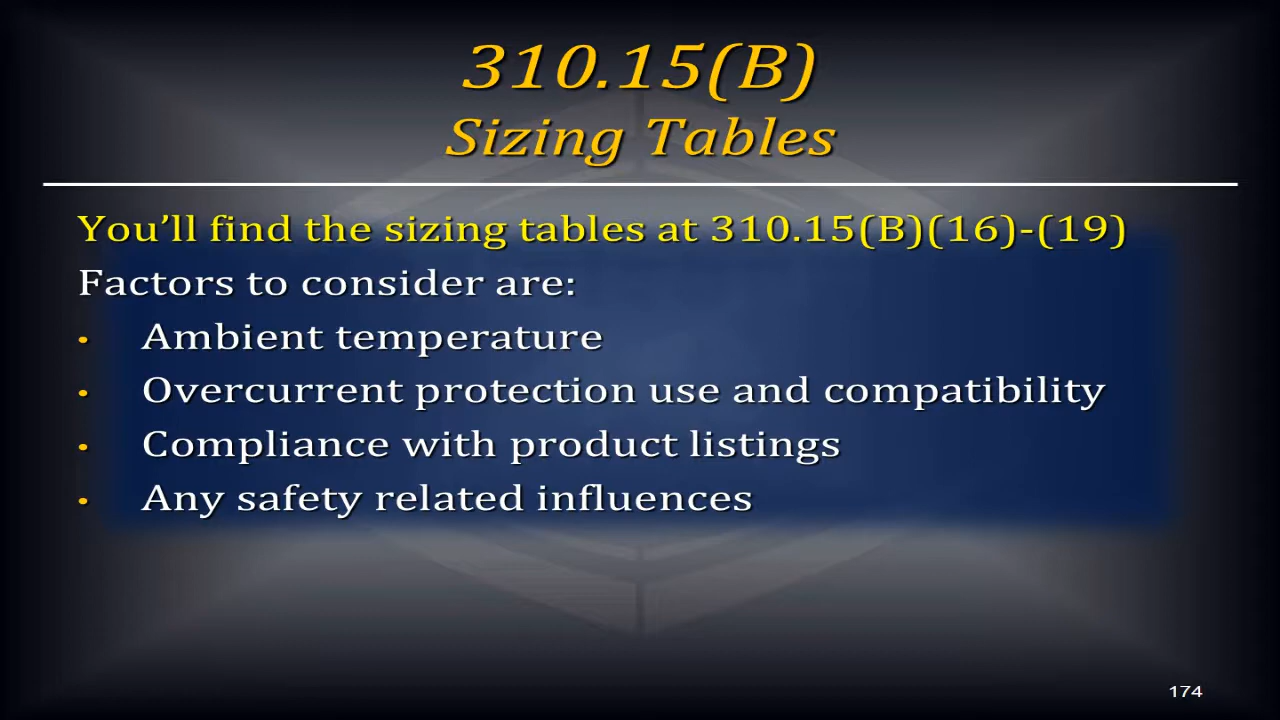 310.15(B)
Sizing Tables
You’ll find the sizing tables at 310.15(B)(16)-(19)
Factors to consider are:
• Ambient temperature
• Overcurrent protection use and compatibility
• Compliance with product listings
• Any safety related influences
174